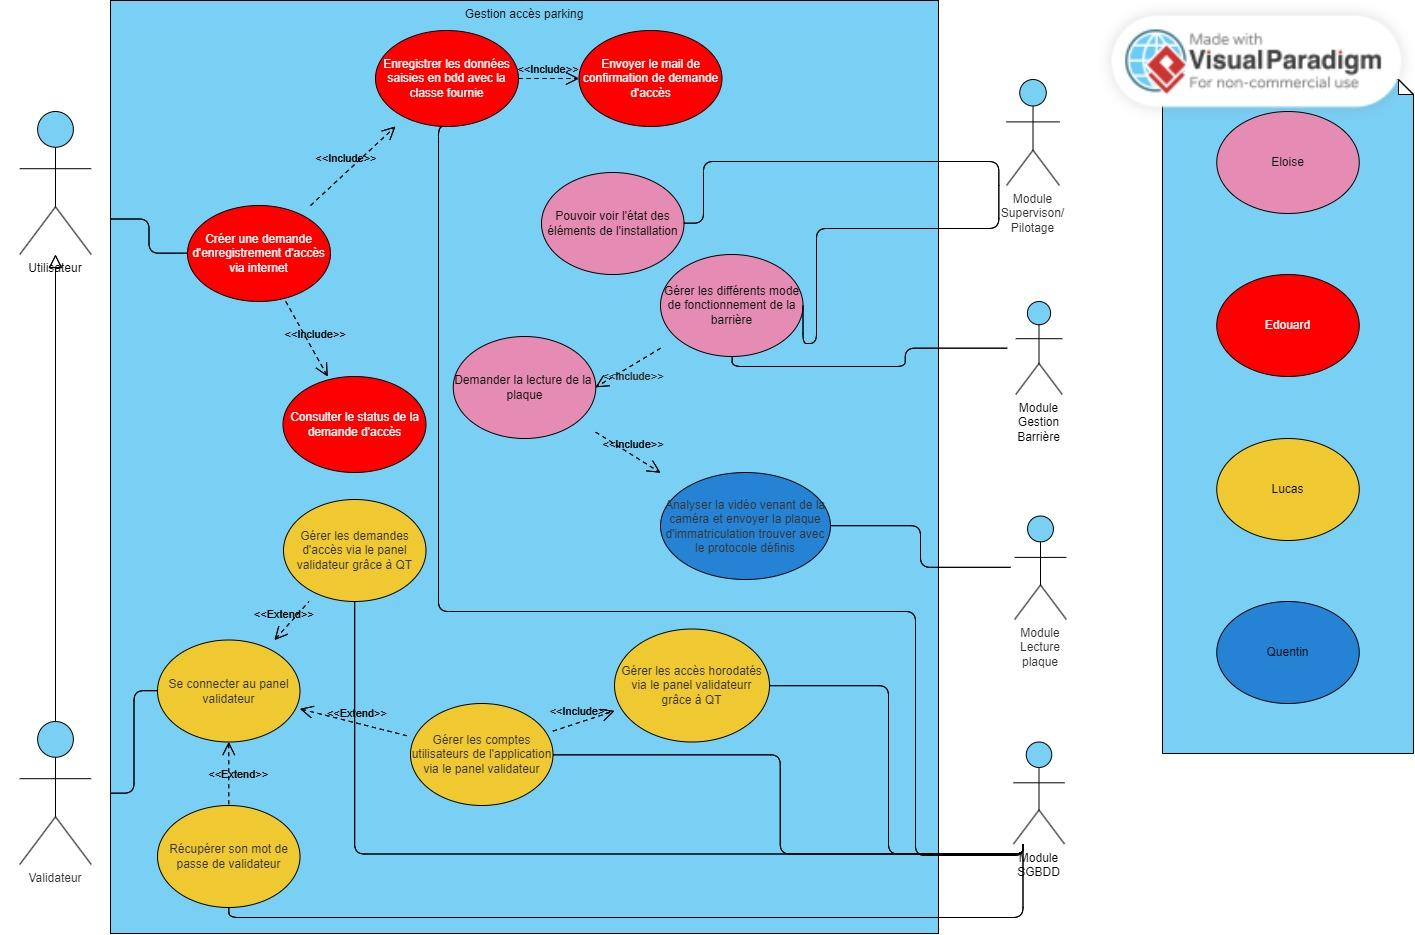 Gestion accès parking
Made with
Visual Paradigm
For non-commercial use
Enregistrer les données
saisies en bdd avec la
classe fournie
<<Include>>
Envoyer le mail de
confirmation de demande
d'accès
<<Include>>
Utilisateur
Créer une demande
d'enregistrement d'accès
via internet
<<Include>>
Consulter le status de la
demande d'accès
Pouvoir voir l'état des
éléments de l'installation
Module
Supervison/
Pilotage
Gérer les différents mode
de fonctionnement de la
barrière
<<Include>>
Demander la lecture de la
plaque
<<Include>>
Module
Gestion
Barrière
Analyser la vidéo venant de la
caméra et envoyer la plaque
d'immatriculation trouver avec
le protocole définis
Module
Lecture
plaque
Gérer les demandes
d'accès via le panel
validateur grâce à QT
<<Extend>>
Se connecter au panel
validateur
<<Extend>>
Gérer les comptes
utilisateurs de l'application
via le panel validateur
<<Include>>
Gérer les accès horodatés
via le panel validateurr
grâce à QT
<<Extend>>
Récupérer son mot de
passe de validateur
Validateur
Module
SGBDD
Eloise
Edouard
Lucas
Quentin